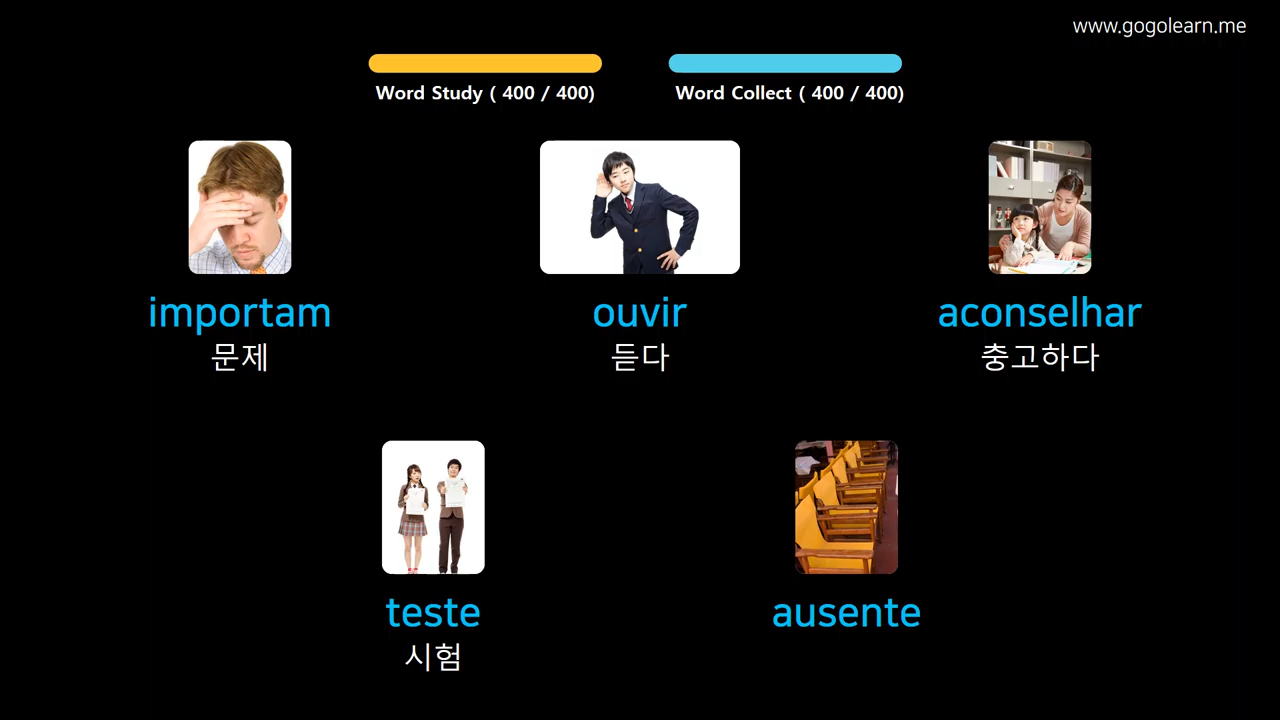 www.gogolearn.me
Word Study ( 400 / 400)
Word Collect ( 400 / 400)
importam
문제
ouvir
듣다
aconselhar
충고하다
teste
시험
ausente